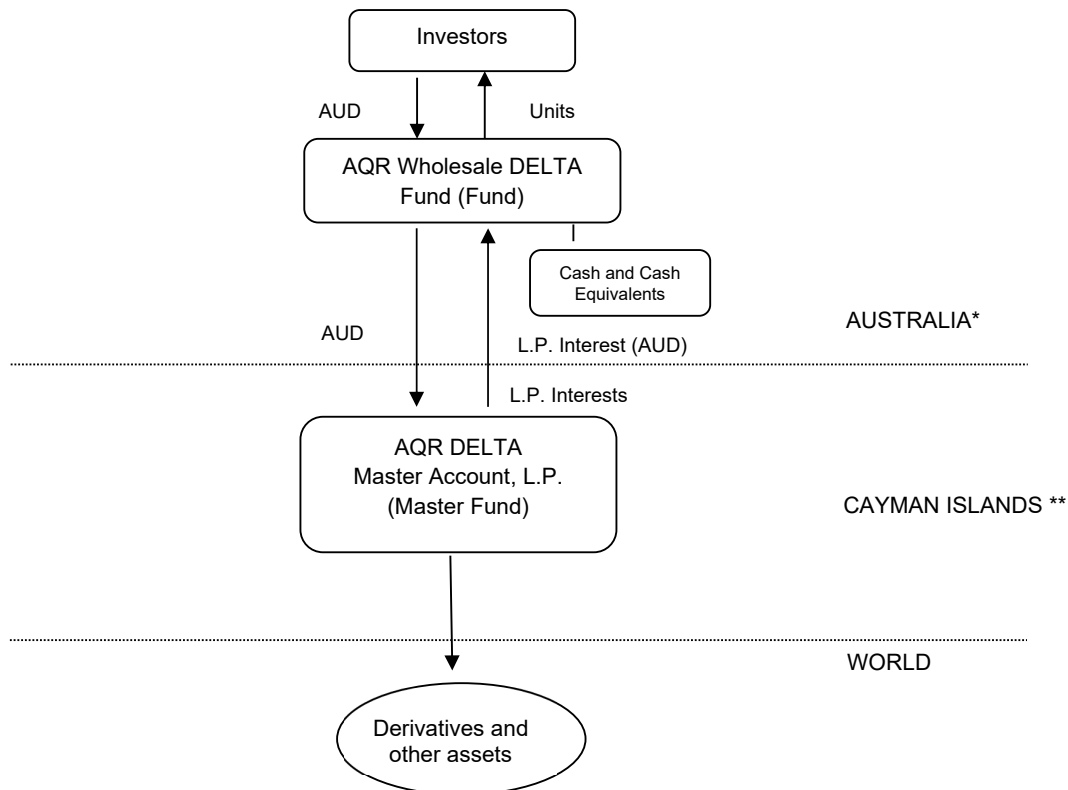 Investors
AUD
Units
AQR Wholesale DELTA
Fund (Fund)
Cash and Cash
Equivalents
AUSTRALIA*
AUD
L.P. Interest (AUD)
L.P. Interests
AQR DELTA
Master Account, L.P.
(Master Fund)
CAYMAN ISLANDS **
WORLD
Derivatives and
other assets